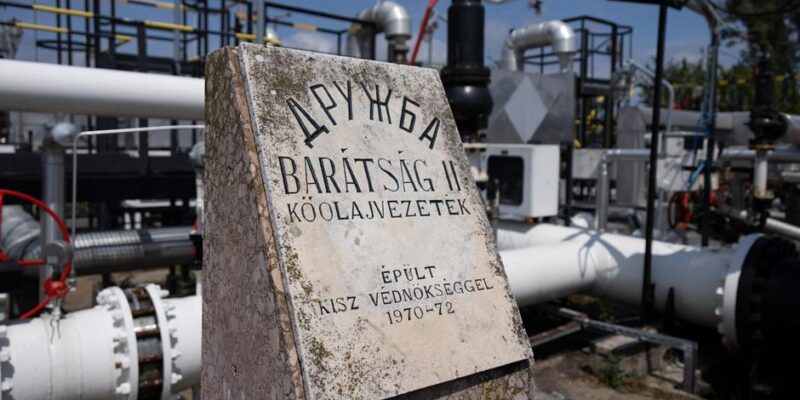 ДРУЖБА
BARÁTSÁG II
KŐOLAJVEZETÉK
ÉPÜLT
KISZ VÉDNÖKSÉGGEL
1970-72